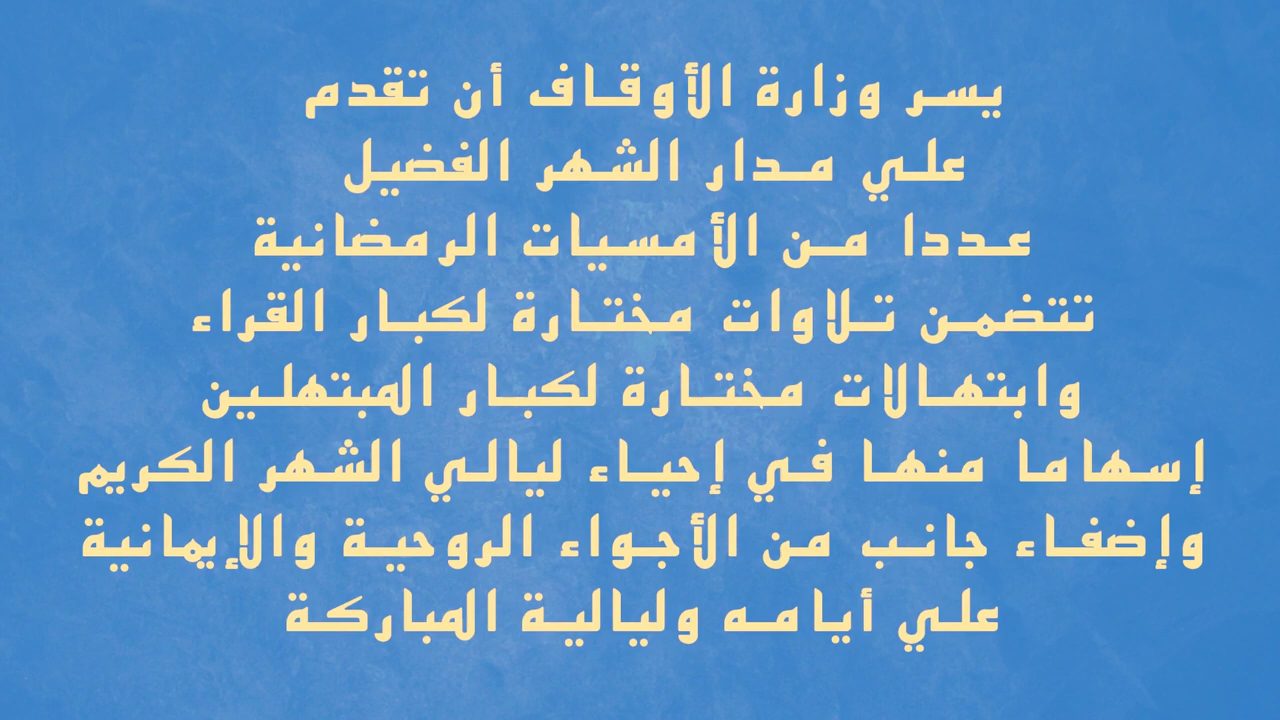 يسر وزارة الأوقاف أن تقدم
علي مدار الشهر الفضيل
عددا من الأمسيات الرمضانية
تتضمن تلاوات مختارة لكبار القراء
وابتهالات مختارة لكبار المبتهلين
إسهاما منها في إحياء ليالي الشهر الكريم
وإضفاء جانب من الأجواء الروحية والإيمانية
علي أيامه وليالية المباركة